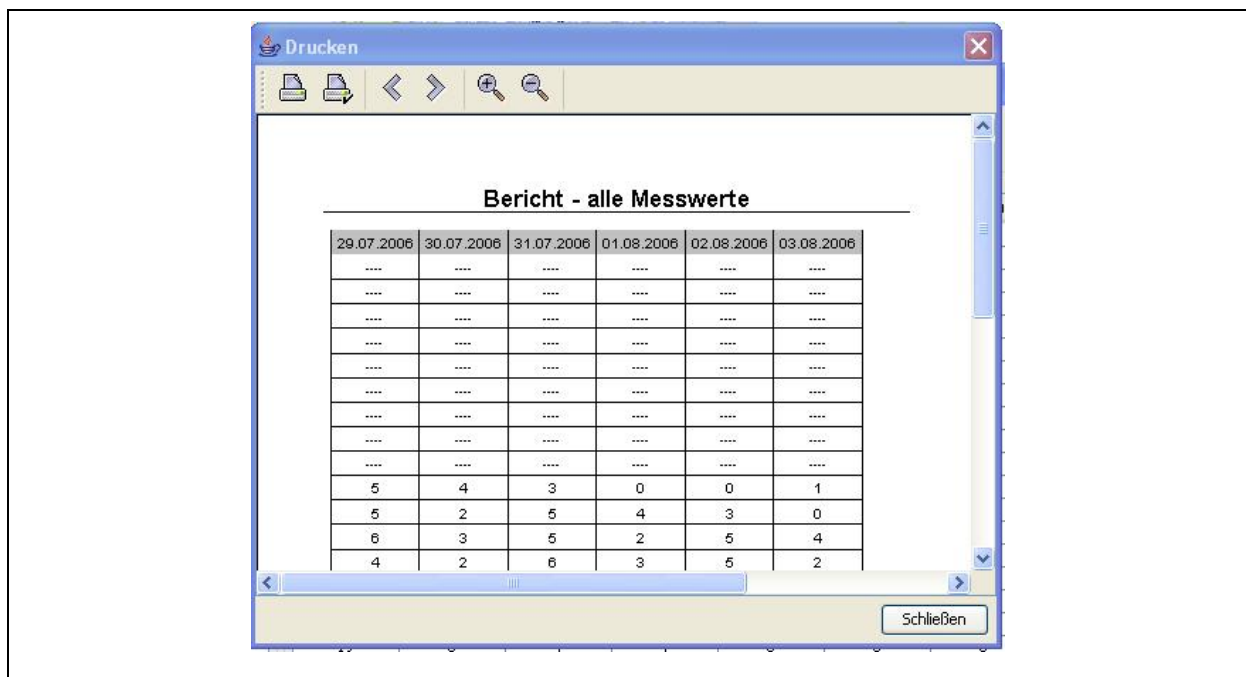 Drucken
Bericht - alle Messwerte
29.07.2006 30.07.2006 31.07.2006 01.08.2006 02.08.2006 03.08.2006
---- ---- ---- ---- ---- ----
---- ---- ---- ---- ---- ----
---- ---- ---- ---- ---- ----
---- ---- ---- ---- ---- ----
---- ---- ---- ---- ---- ----
---- ---- ---- ---- ---- ----
---- ---- ---- ---- ---- ----
---- ---- ---- ---- ---- ----
---- ---- ---- ---- ---- ----
5 4 3 0 0 1
5 2 5 4 3 0
6 3 5 2 5 4
4 2 6 3 5 2
Schließen